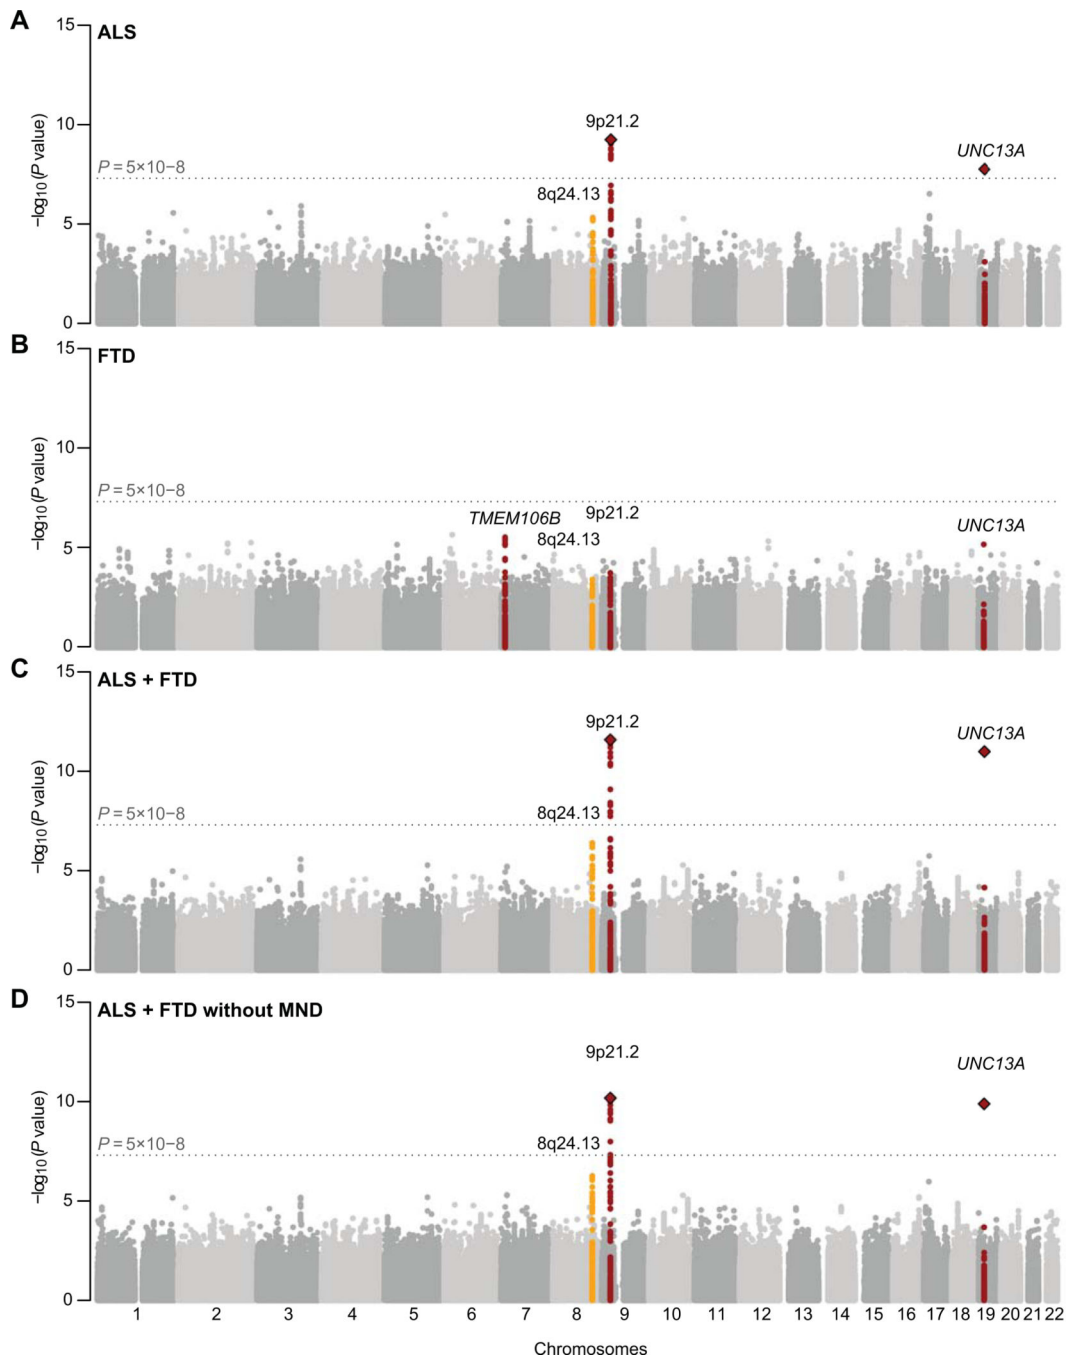 A
ALS
15
10
5
0
−log10(P value)
P = 5×10−8
9p21.2
UNC13A
8q24.13
B
FTD
15
10
5
0
−log10(P value)
P = 5×10−8
TMEM106B
9p21.2
8q24.13
UNC13A
C
ALS + FTD
15
10
5
0
−log10(P value)
P = 5×10−8
9p21.2
UNC13A
8q24.13
D
ALS + FTD without MND
15
10
5
0
−log10(P value)
P = 5×10−8
9p21.2
UNC13A
8q24.13
1 2 3 4 5 6 7 8 9 10 11 12 13 14 15 16 17 18 19 20 21 22
Chromosomes